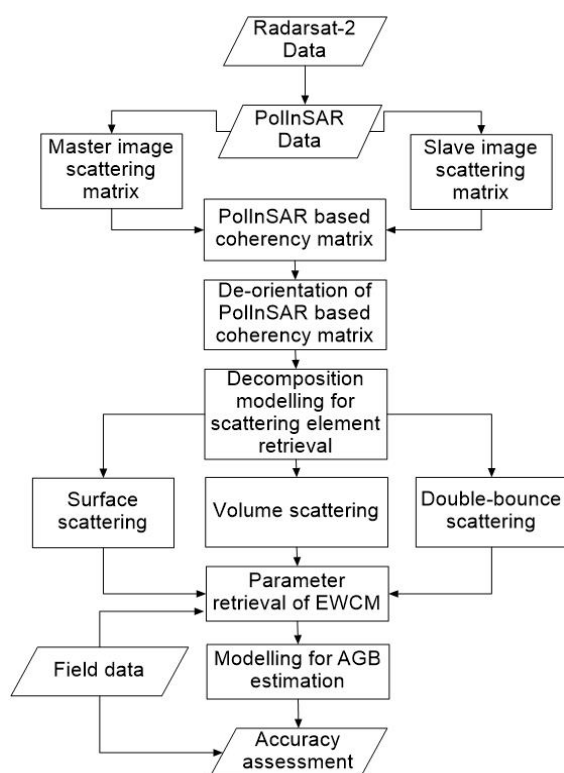 Radarsat-2
Data
PolInSAR
Data
Master image
scattering
matrix
Slave image
scattering
matrix
PolInSAR based
coherency matrix
De-orientation of
PolInSAR based
coherency matrix
Decomposition
modelling for
scattering element
retrieval
Surface
scattering
Volume scattering
Double-bounce
scattering
Parameter
retrieval of EWCM
Field data
Modelling for AGB
estimation
Accuracy
assessment